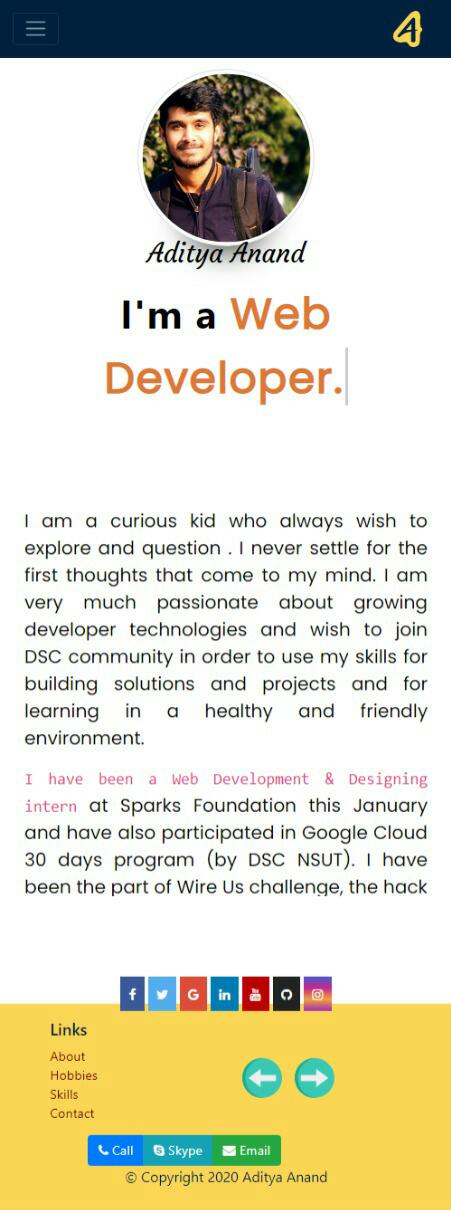 Aditya Anand
I'm a Web
Developer.
I am a curious kid who always wish to
explore and question . I never settle for the
first thoughts that come to my mind. I am
very much passionate about growing
developer technologies and wish to join
DSC community in order to use my skills for
building solutions and projects and for
learning in a healthy and friendly
environment.
I have been a Web Development & Designing
intern at Sparks Foundation this January
and have also participated in Google Cloud
30 days program (by DSC NSUT). I have
been the part of Wire Us challenge, the hack
Links
About
Hobbies
Skills
Contact
Call Skype Email
© Copyright 2020 Aditya Anand